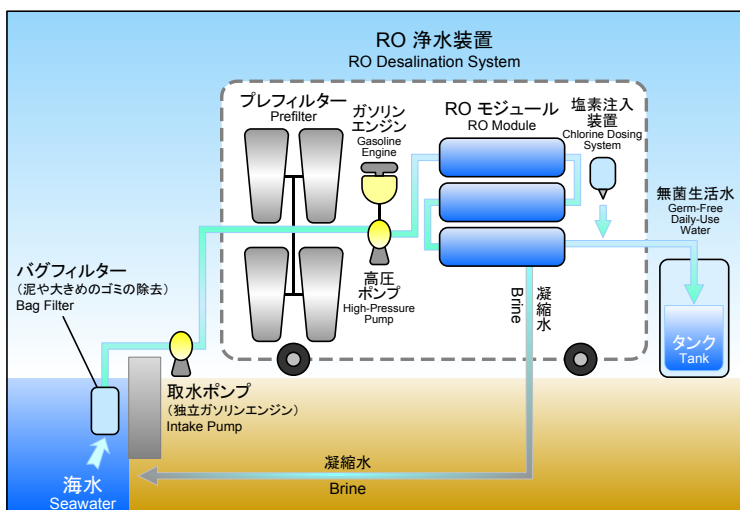 RO 浄水装置
RO Desalination System
プレフィルター
Prefilter
ガソリン
エンジン
Gasoline
Engine
RO モジュール
RO Module
塩素注入
装置
Chlorine Dosing
System
無菌生活水
Germ-Free
Daily-Use
Water
バグフィルター
（泥や大きめのゴミの除去）
Bag Filter
高圧
ポンプ
High-Pressure
Pump
凝縮水
Brine
タンク
Tank
取水ポンプ
（独立ガソリンエンジン）
Intake Pump
凝縮水
Brine
海水
Seawater